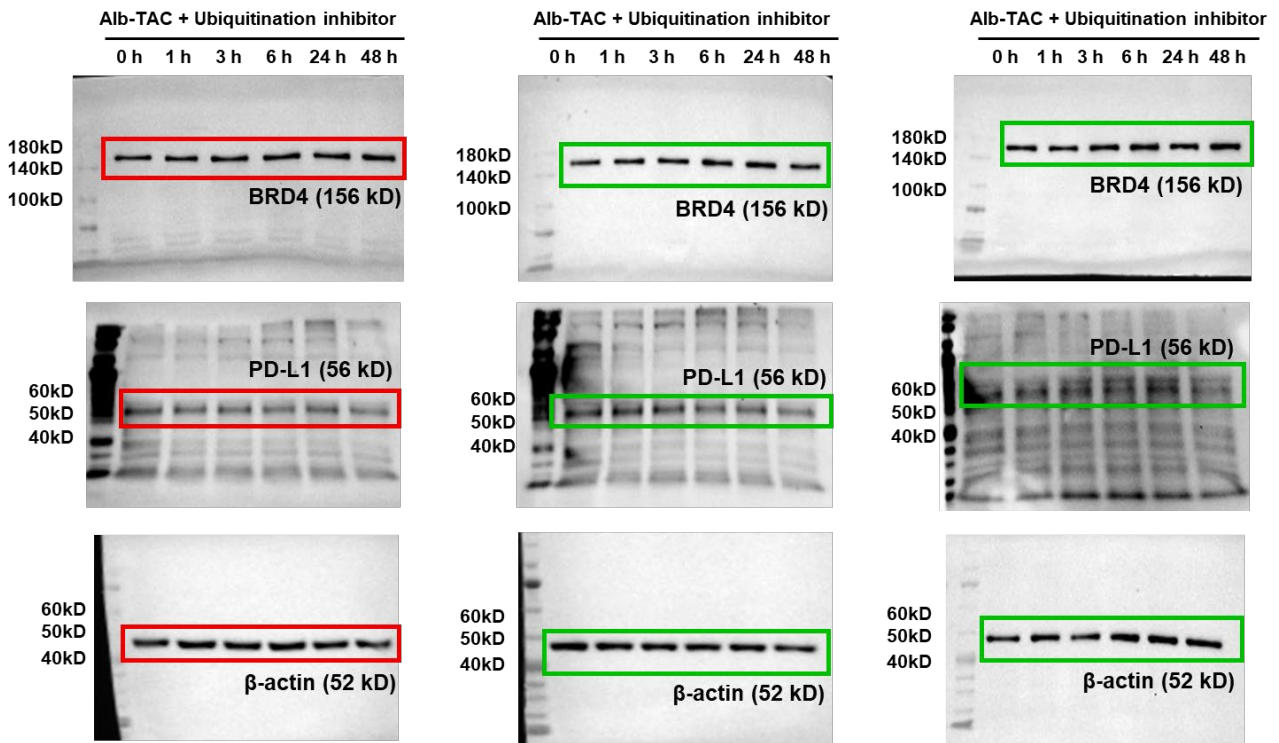 Alb-TAC + Ubiquitination inhibitor
0 h 1 h 3 h 6 h 24 h 48 h
180kD
140kD
100kD
BRD4 (156 kD)
60kD
50kD
40kD
PD-L1 (56 kD)
60kD
50kD
40kD
β-actin (52 kD)
Alb-TAC + Ubiquitination inhibitor
0 h 1 h 3 h 6 h 24 h 48 h
180kD
140kD
100kD
BRD4 (156 kD)
PD-L1 (56 kD)
60kD
50kD
40kD
60kD
50kD
40kD
β-actin (52 kD)
Alb-TAC + Ubiquitination inhibitor
0 h 1 h 3 h 6 h 24 h 48 h
180kD
140kD
100kD
BRD4 (156 kD)
PD-L1 (56 kD)
60kD
50kD
40kD
60kD
50kD
40kD
β-actin (52 kD)